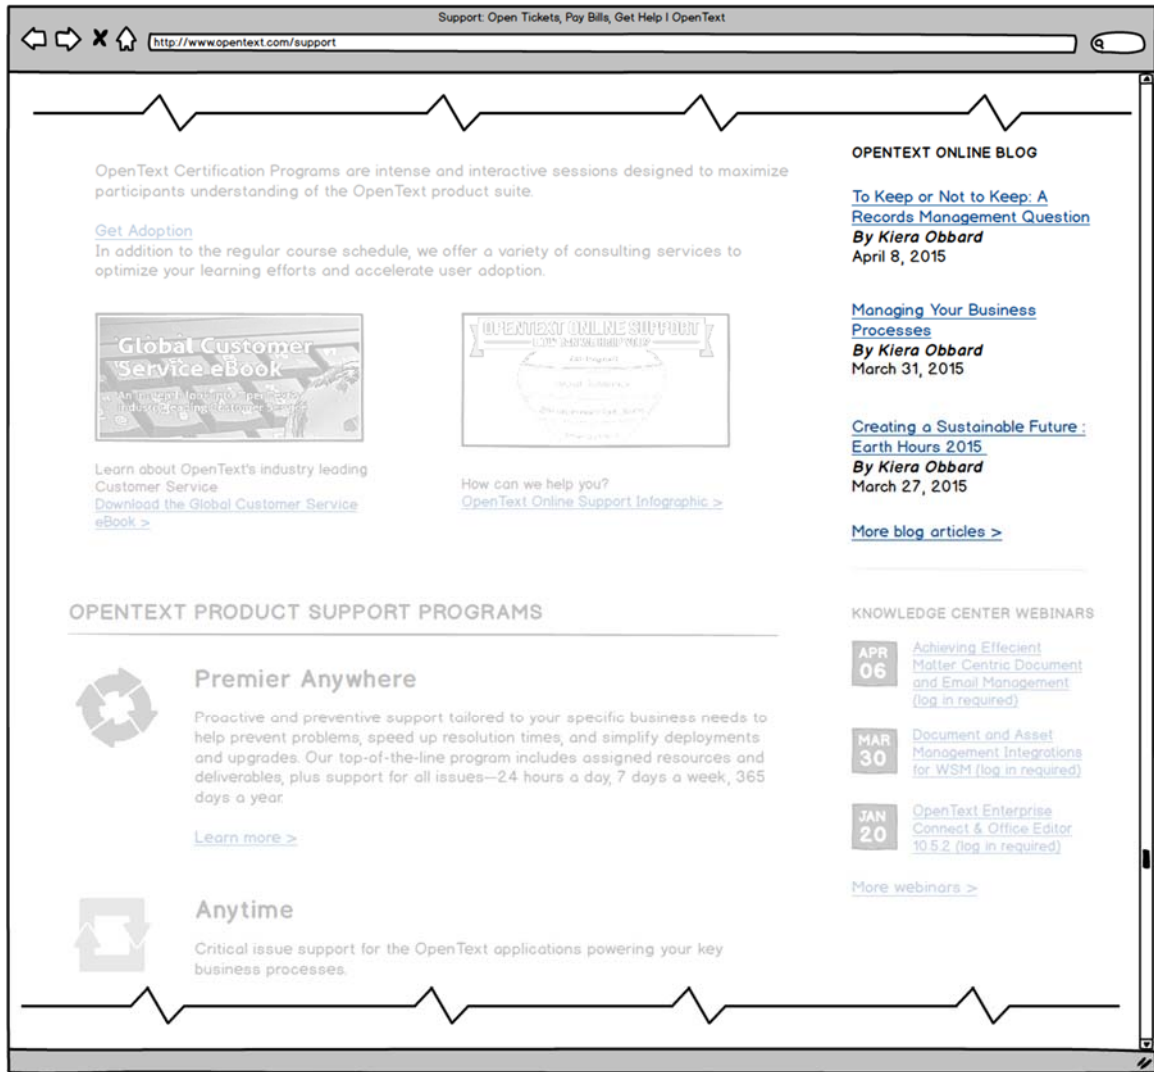 Support: Open Tickets, Pay Bills, Get Help | OpenText
http://www.opentext.com/support
OpenText Certification Programs are intense and interactive sessions designed to maximize
participants understanding of the OpenText product suite.
Get Adoption
In addition to the regular course schedule, we offer a variety of consulting services to
optimize your learning efforts and accelerate user adoption.
Global Customer
Service eBook
OPENTEXT ONLINE SUPPORT
Learn about OpenText's industry leading
Customer Service
Download the Global Customer Service
eBook >
How can we help you?
OpenText Online Support Infographic >
OPENTEXT PRODUCT SUPPORT PROGRAMS
Premier Anywhere
Proactive and preventive support tailored to your specific business needs to
help prevent problems, speed up resolution times, and simplify deployments
and upgrades. Our top-of-the-line program includes assigned resources and
deliverables, plus support for all issues—24 hours a day, 7 days a week, 365
days a year.
Learn more >
Anytime
Critical issue support for the OpenText applications powering your key
business processes.
OPENTEXT ONLINE BLOG
To Keep or Not to Keep: A
Records Management Question
By Kiera Obbard
April 8, 2015
Managing Your Business
Processes
By Kiera Obbard
March 31, 2015
Creating a Sustainable Future :
Earth Hours 2015
By Kiera Obbard
March 27, 2015
More blog articles >
KNOWLEDGE CENTER WEBINARS
APR
06
Achieving Effecient
Matter Centric Document
and Email Management
(log in required)
MAR
30
Document and Asset
Management Integrations
for WSM (log in required)
JAN
20
OpenText Enterprise
Connect & Office Editor
10.5.2 (log in required)
More webinars >